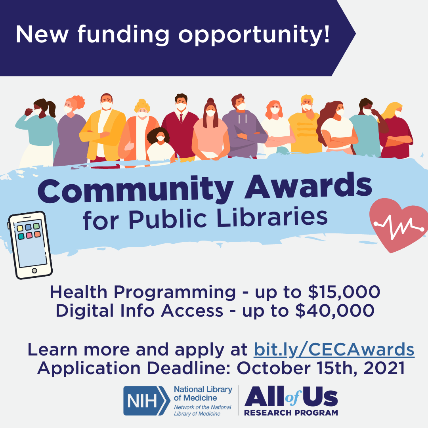 New funding opportunity!
Community Awards
for Public Libraries
Health Programming - up to $15,000
Digital Info Access - up to $40,000
Learn more and apply at bit.ly/CECAwards
Application Deadline: October 15th, 2021
NIH
National Library
of Medicine
Network of the National
Library of Medicine
All of Us
RESEARCH PROGRAM